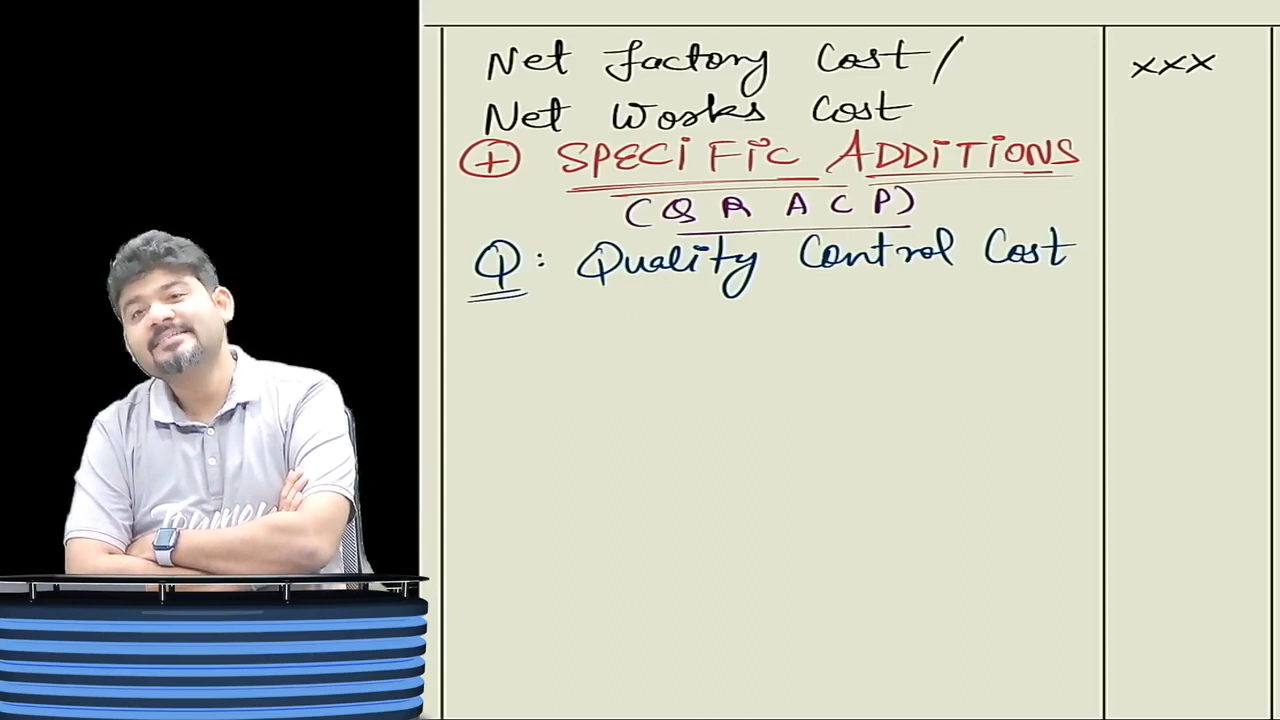 Net Factory Cost/
xxx
Net Works Cost
+ SPECiFiC ADDiTiONS
(Q R A C P)
Q : Quality Control Cost